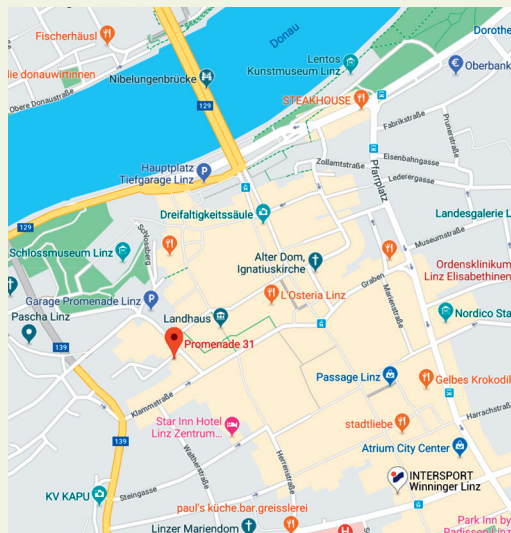 Fischerhäusl
Donau
Dorothe
Lentos
Kunstmuseum Linz
Oberbank
die donauwirtinnen
Nibelungenbrücke
Obere Donaustraße
STEAKHOUSE
129
Fabrikstraße
Prunerstraße
Hauptplatz
Tiefgarage Linz
Zollamtstraße
Eisenbahngasse
Pfarrplatz
Lederergasse
Dreifaltigkeitssäule
Landesgalerie L
129
Schlossberg
Museumstraße
Schlossmuseum Linz
Alter Dom,
Ignatiuskirche
Ordensklinikum
Linz Elisabethinen
Graben
Garage Promenade Linz
L'Osteria Linz
Marienstraße
Pascha Linz
Landhaus
Nordico Sta
139
Promenade 31
Passage Linz
Gelbes Krokodil
Klammstraße
Star Inn Hotel
Linz Zentrum...
stadtliebe
Harrachstraße
139
Waltherstraße
Atrium City Center
Herrenstraße
INTERSPORT
Winninger Linz
KV KAPU
Steingasse
paul's küche.bar.greisslerei
Linzer Mariendom
Park Inn by
Radisson Linz